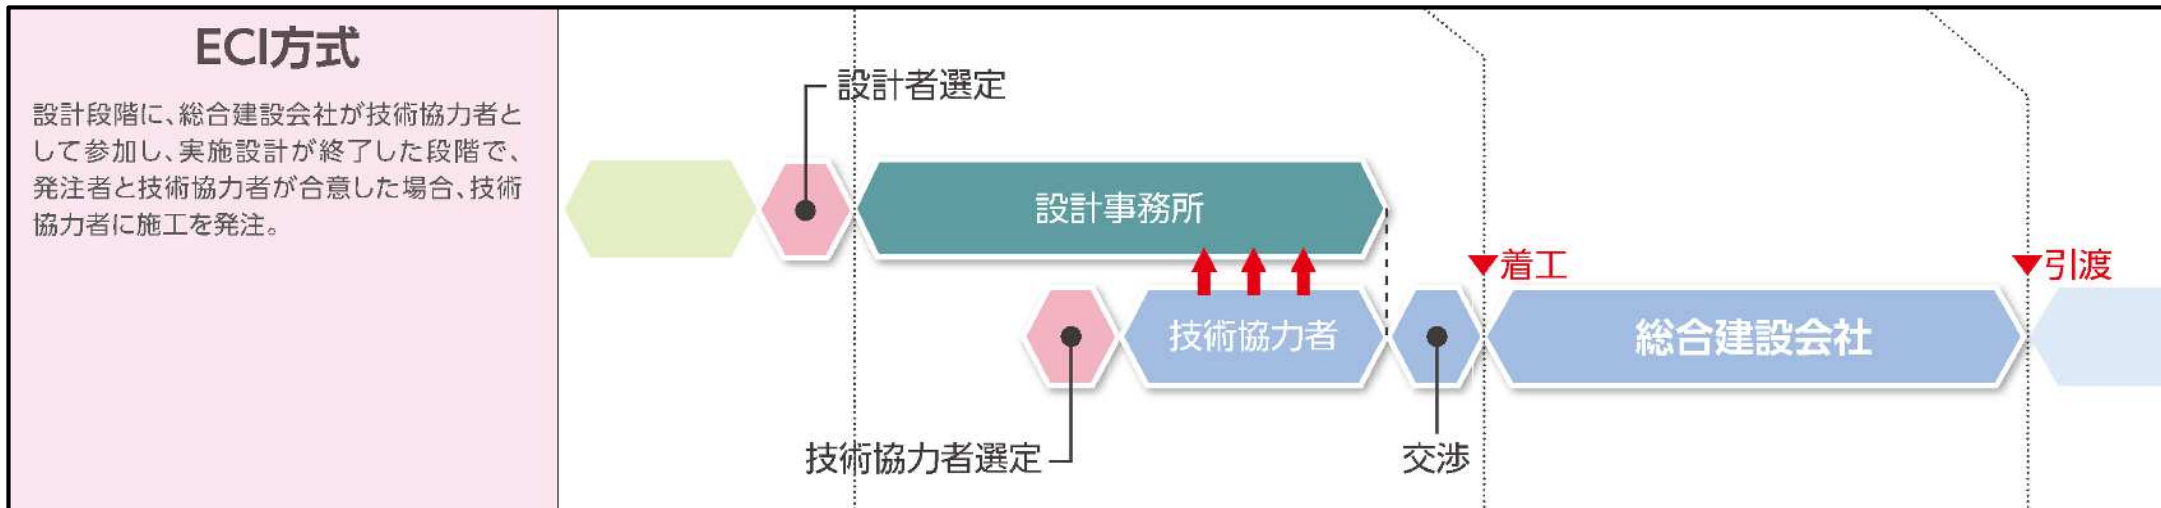 ECI方式
設計段階に、総合建設会社が技術協力者と
して参加し、実施設計が終了した段階で、
発注者と技術協力者が合意した場合、技術
協力者に施工を発注。
設計者選定
設計事務所
▼着工
▼引渡
技術協力者
総合建設会社
技術協力者選定
交渉